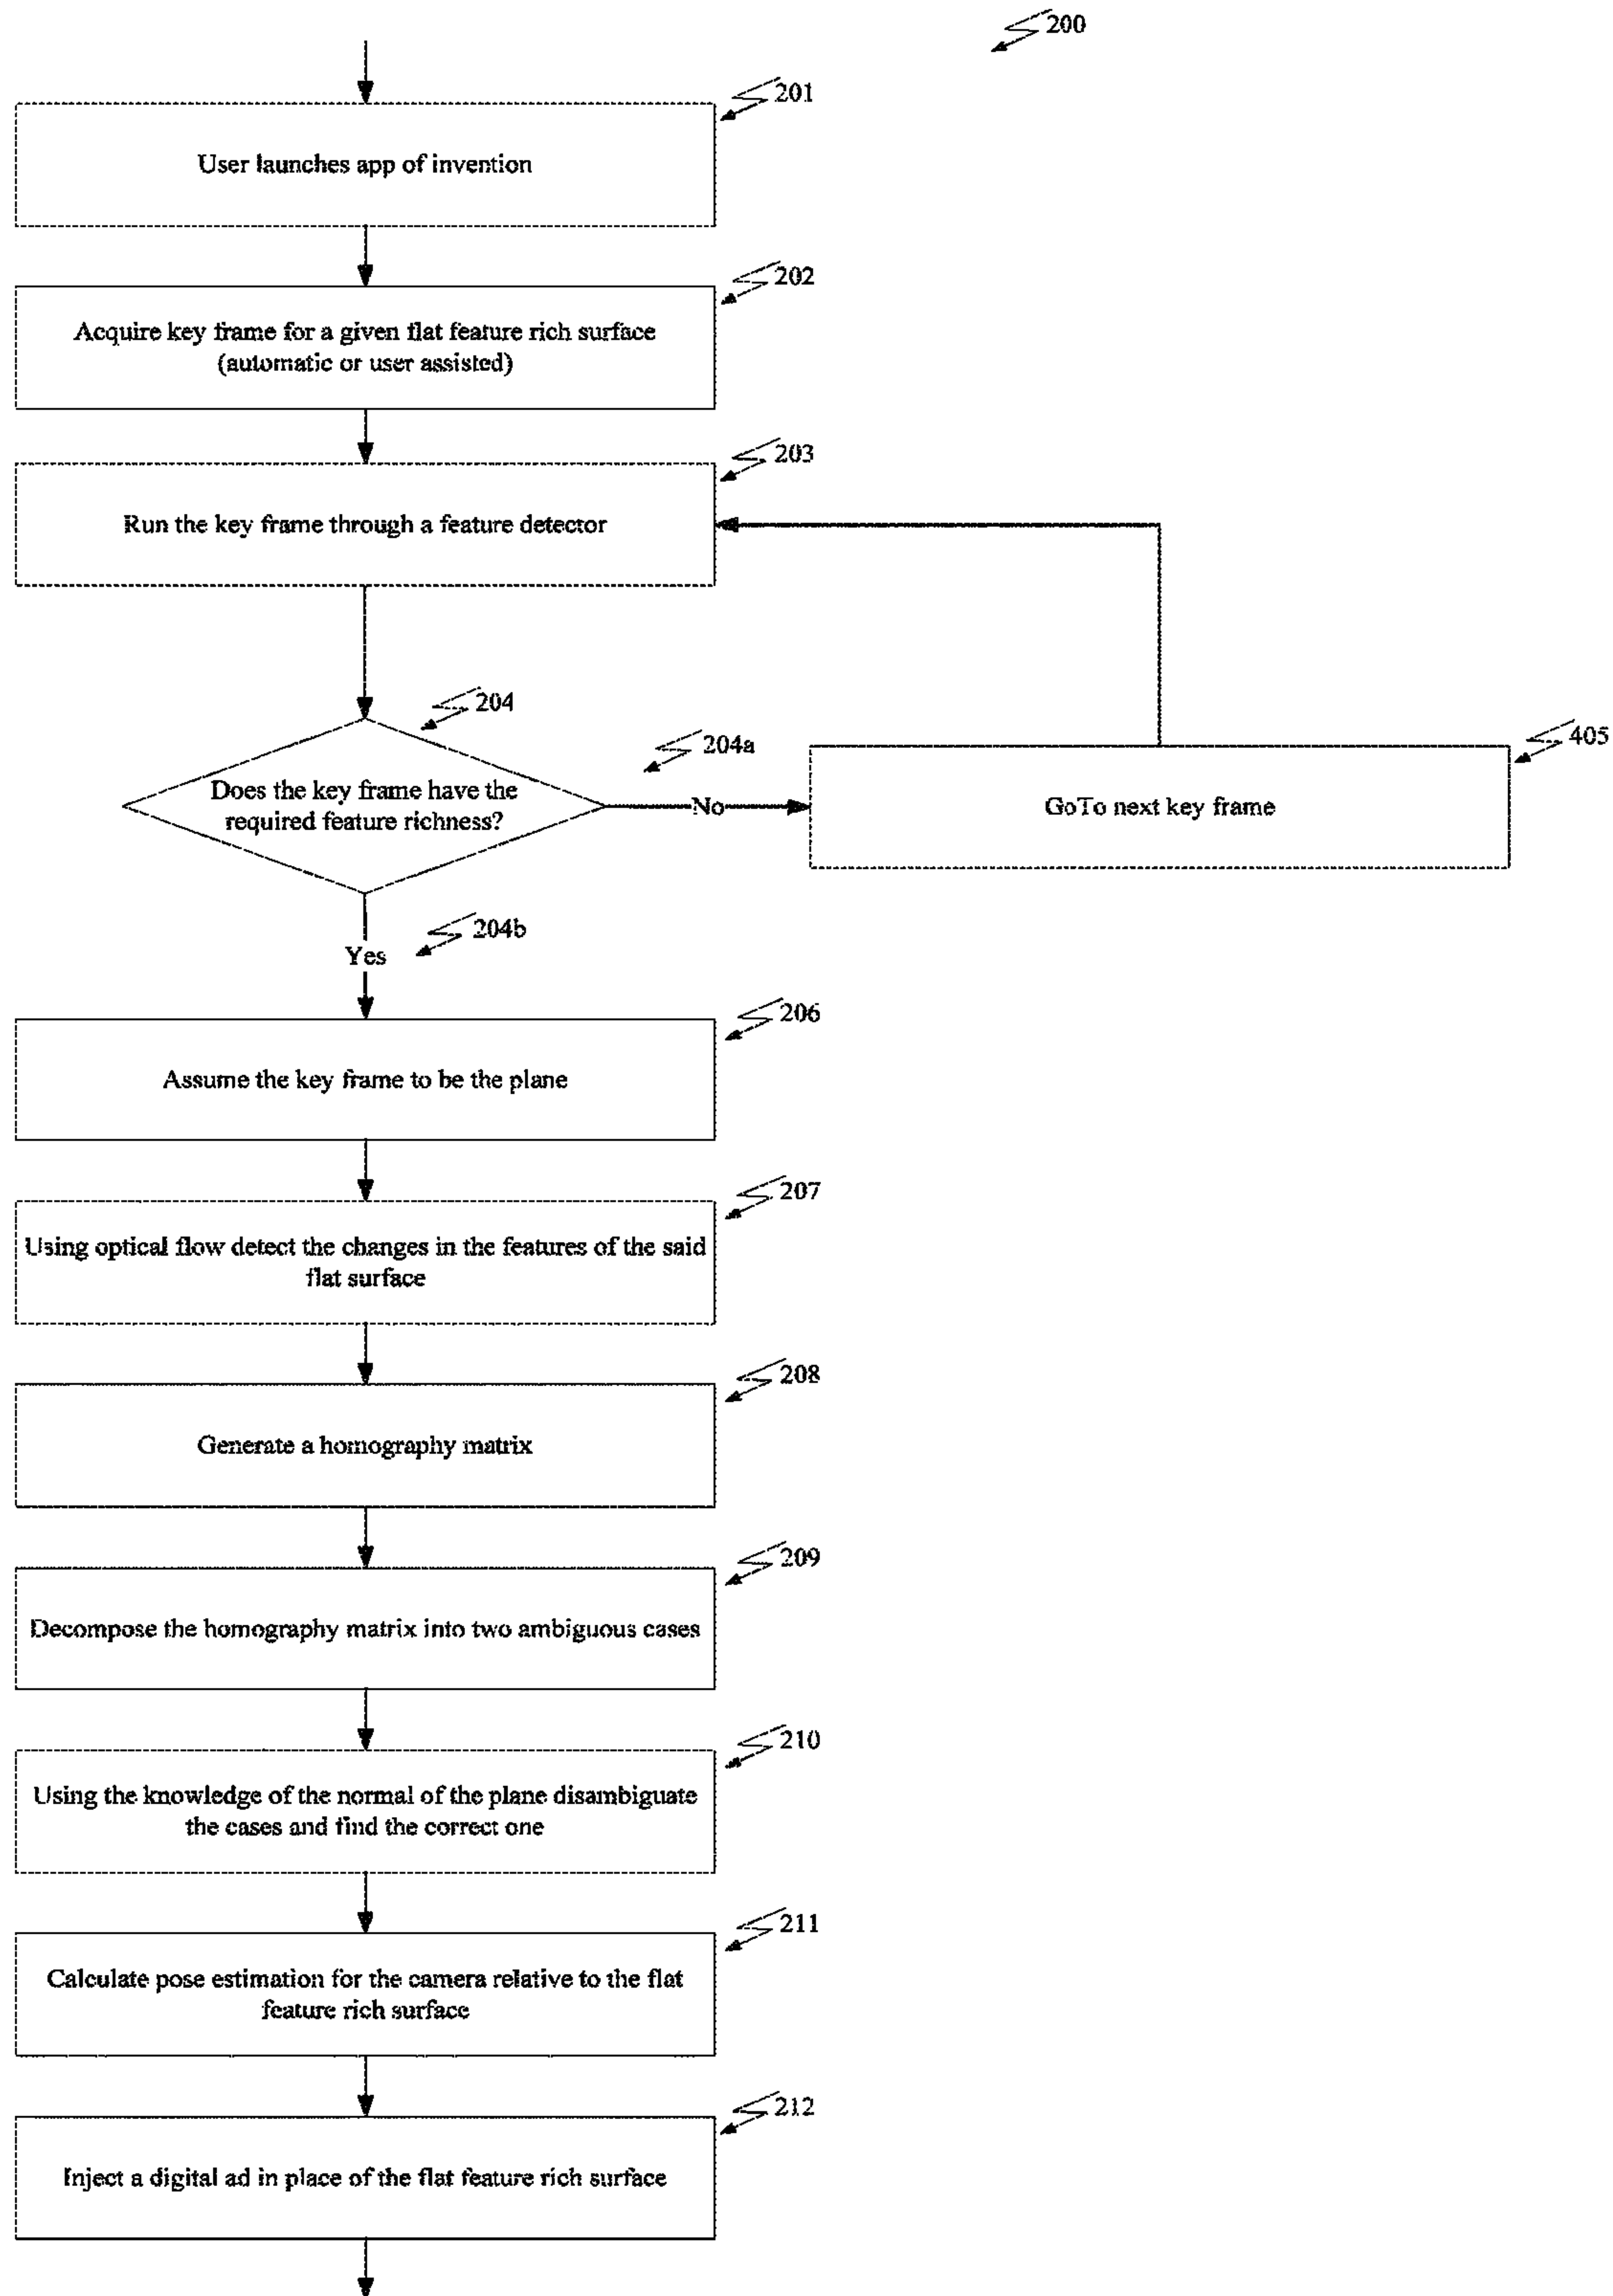 200
201
User launches app of invention
202
Acquire key frame for a given flat feature rich surface
(automatic or user assisted)
203
Run the key frame through a feature detector
204
204a
405
Does the key frame have the
required feature richness?
No
GoTo next key frame
204b
Yes
206
Assume the key frame to be the plane
207
Using optical flow detect the changes in the features of the said
flat surface
208
Generate a homography matrix
209
Decompose the homography matrix into two ambiguous cases
210
Using the knowledge of the normal of the plane disambiguate
the cases and find the correct one
211
Calculate pose estimation for the camera relative to the flat
feature rich surface
212
Inject a digital ad in place of the flat feature rich surface